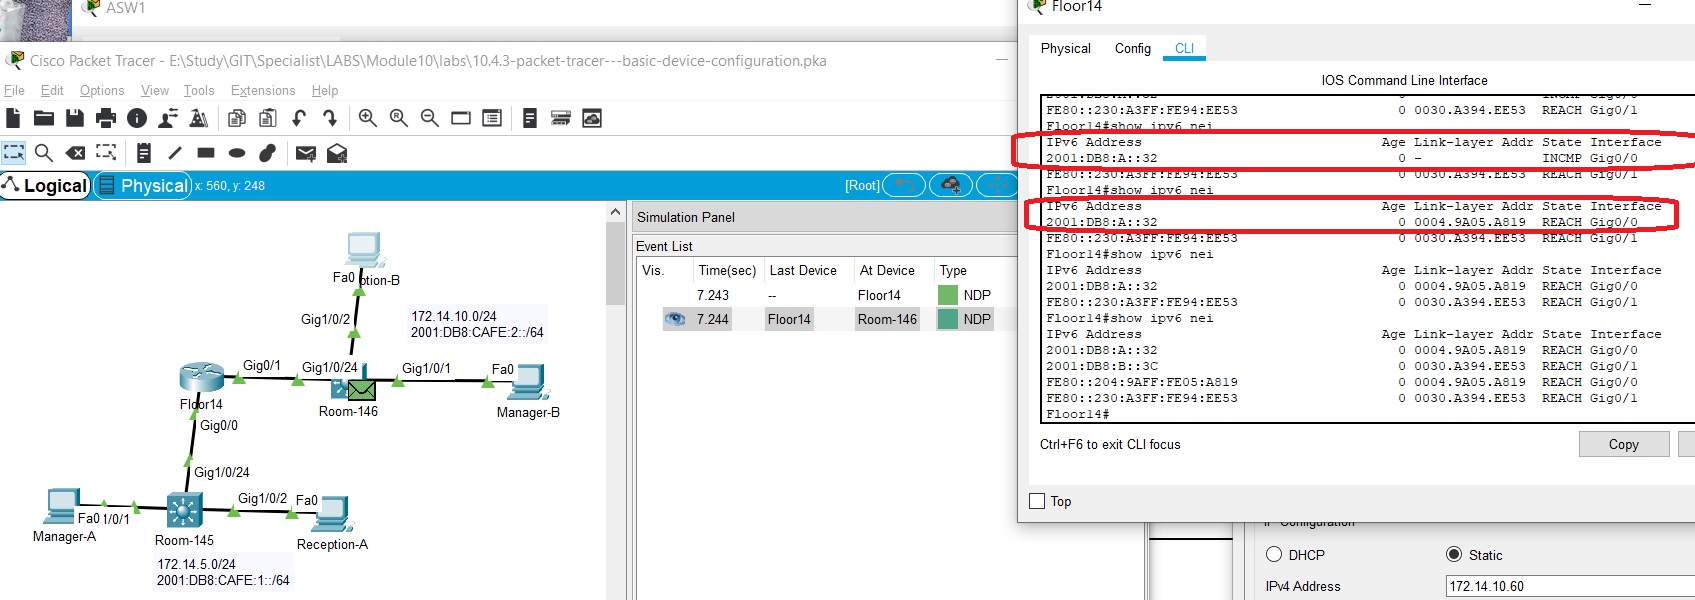 ASW1
Cisco Packet Tracer - E:\Study\GIT\Specialist\LABS\Module10\labs\10.4.3-packet-tracer---basic-device-configuration.pka
File Edit Options View Tools Extensions Help
Logical Physical x: 560, y: 248 [Root]
Fa0 ption-B
Gig1/0/2
172.14.10.0/24
2001:DB8:CAFE:2::/64
Gig0/1 Gig1/0/24 Gig1/0/1 Fa0
Floor14
Room-146
Manager-B
Gig0/0
Gig1/0/24
Gig1/0/2 Fa0
Fa0 1/0/1
Manager-A
Room-145
Reception-A
172.14.5.0/24
2001:DB8:CAFE:1::/64
Simulation Panel
Event List
Vis. Time(sec) Last Device At Device Type
7.243 -- Floor14 NDP
7.244 Floor14 Room-146 NDP
Floor14
Physical Config CLI
IOS Command Line Interface
2001:DB8:A::32 0 - INCMP Gig0/0
FE80::230:A3FF:FE94:EE53 0 0030.A394.EE53 REACH Gig0/1
Floor14#show ipv6 nei
IPv6 Address Age Link-layer Addr State Interface
2001:DB8:A::32 0 - INCMP Gig0/0
FE80::230:A3FF:FE94:EE53 0 0030.A394.EE53 REACH Gig0/1
Floor14#show ipv6 nei
IPv6 Address Age Link-layer Addr State Interface
2001:DB8:A::32 0 0004.9A05.A819 REACH Gig0/0
FE80::230:A3FF:FE94:EE53 0 0030.A394.EE53 REACH Gig0/1
Floor14#show ipv6 nei
IPv6 Address Age Link-layer Addr State Interface
2001:DB8:A::32 0 0004.9A05.A819 REACH Gig0/0
FE80::230:A3FF:FE94:EE53 0 0030.A394.EE53 REACH Gig0/1
Floor14#show ipv6 nei
IPv6 Address Age Link-layer Addr State Interface
2001:DB8:A::32 0 0004.9A05.A819 REACH Gig0/0
2001:DB8:B::3C 0 0030.A394.EE53 REACH Gig0/1
FE80::204:9AFF:FE05:A819 0 0004.9A05.A819 REACH Gig0/0
FE80::230:A3FF:FE94:EE53 0 0030.A394.EE53 REACH Gig0/1
Floor14#
Ctrl+F6 to exit CLI focus
Copy
Top
IP Configuration
DHCP Static
IPv4 Address 172.14.10.60